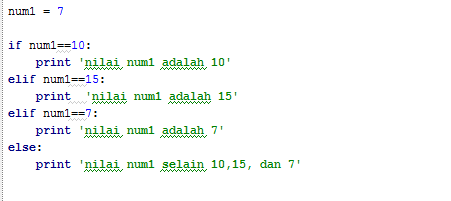 num1 = 7
if num1==10:
    print 'nilai num1 adalah 10'
elif num1==15:
    print  'nilai num1 adalah 15'
elif num1==7:
    print 'nilai num1 adalah 7'
else:
    print 'nilai num1 selain 10,15, dan 7'